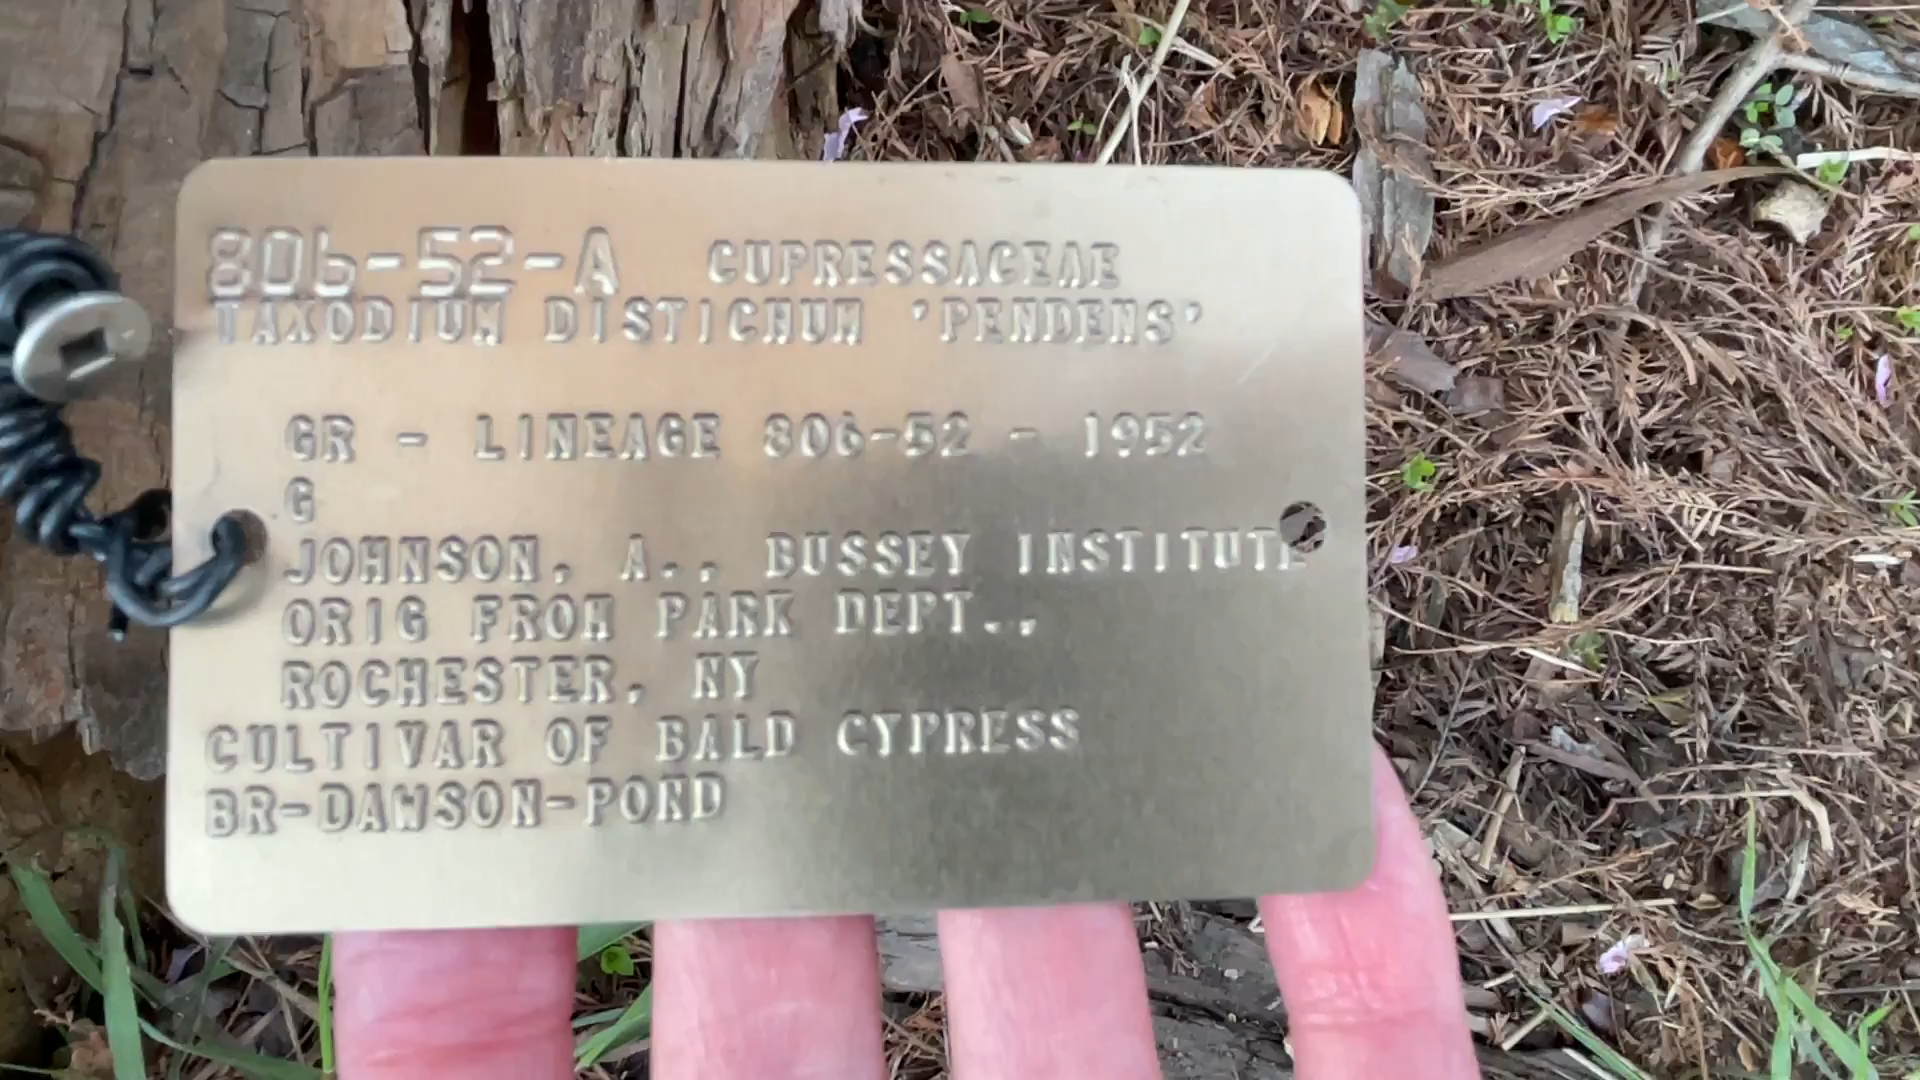 806-52-A CUPRESSACEAE
TAXODIUM DISTICHUM 'PENDENS'
GR - LINEAGE 806-52 - 1952
G
JOHNSON, A., BUSSEY INSTITUTE
ORIG FROM PARK DEPT.,
ROCHESTER, NY
CULTIVAR OF BALD CYPRESS
BR-DAWSON-POND